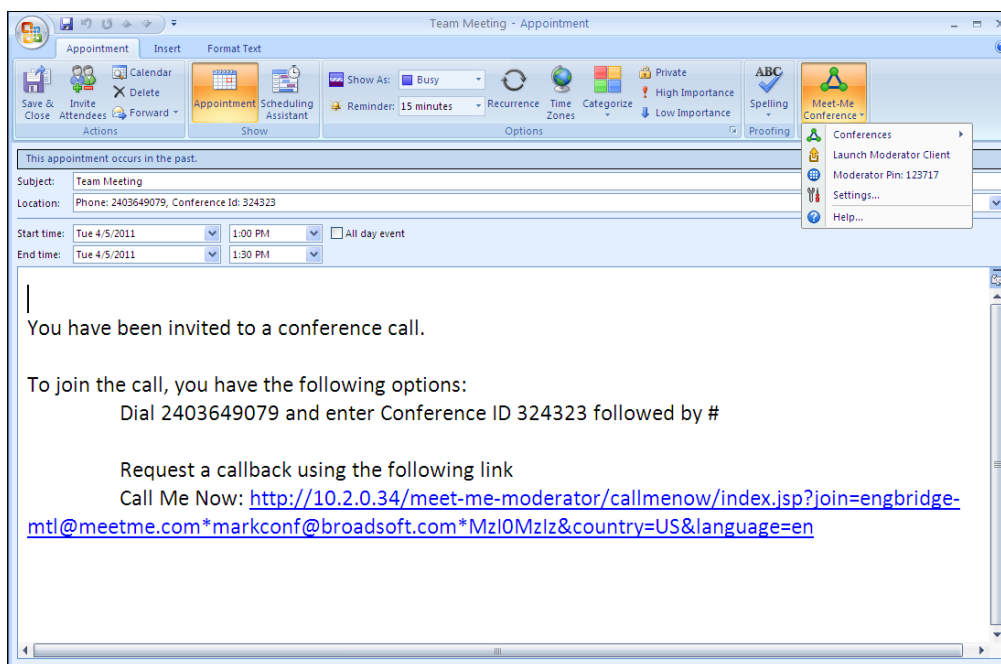 Team Meeting - Appointment
Appointment Insert Format Text
Save & Close
Invite Attendees
Calendar
Delete
Forward
Actions
Appointment
Scheduling Assistant
Show
Show As: Busy
Reminder: 15 minutes
Recurrence
Time Zones
Categorize
Private
High Importance
Low Importance
Options
ABC
Spelling
Proofing
Meet-Me Conference
Conferences
Launch Moderator Client
Moderator Pin: 123717
Settings...
Help...
This appointment occurs in the past.
Subject: Team Meeting
Location: Phone: 2403649079, Conference Id: 324323
Start time: Tue 4/5/2011 1:00 PM All day event
End time: Tue 4/5/2011 1:30 PM
You have been invited to a conference call.
To join the call, you have the following options:
Dial 2403649079 and enter Conference ID 324323 followed by #
Request a callback using the following link
Call Me Now: http://10.2.0.34/meet-me-moderator/callmenow/index.jsp?join=engbridge-
mtl@meetme.com*markconf@broadsoft.com*MzI0MzIz&country=US&language=en